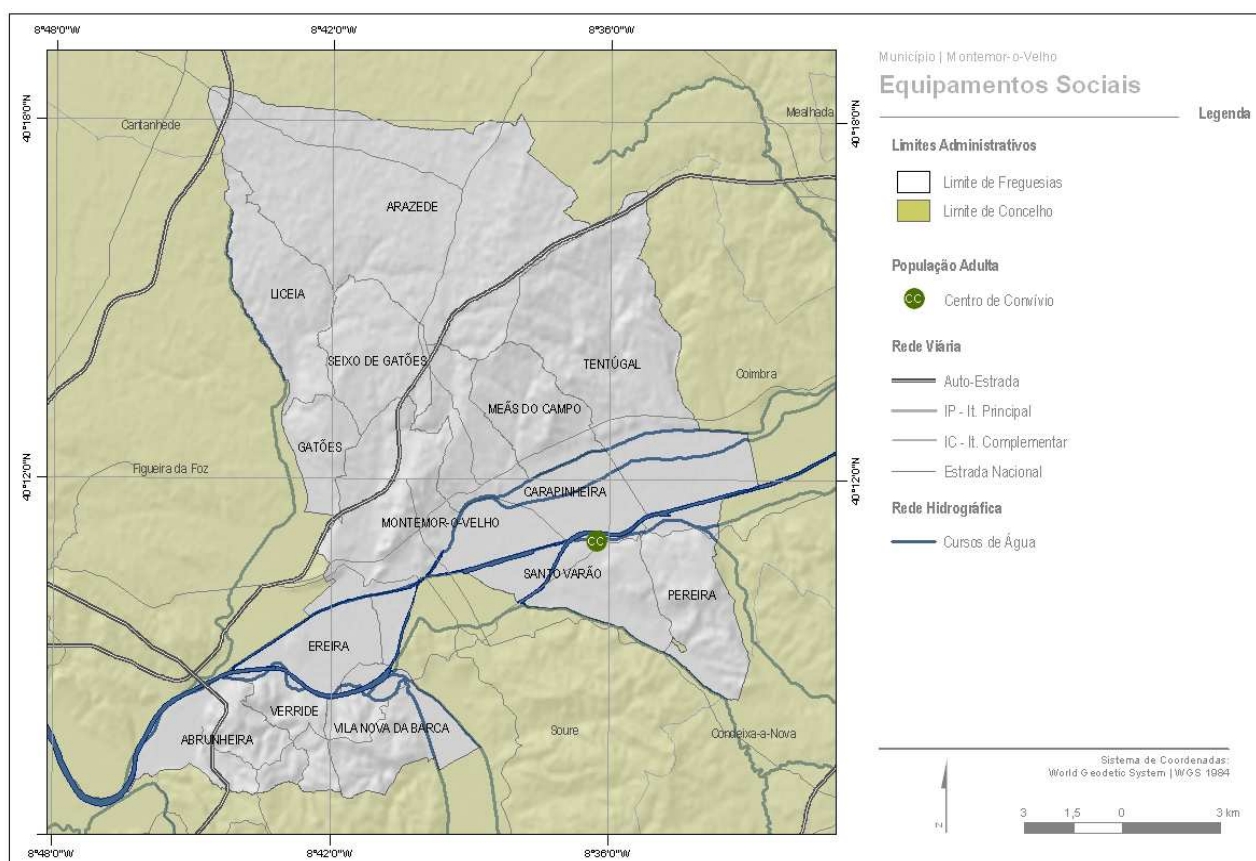 8°48'0"W
8°42'0"W
8°36'0"W
40°18'0"N
40°18'0"N
40°12'0"N
40°12'0"N
8°48'0"W
8°42'0"W
8°36'0"W
Cantanhede
Mealhada
ARAZEDE
LICEIA
SEIXO DE GATÕES
TENTÚGAL
Coimbra
MEÃS DO CAMPO
GATÕES
Figueira da Foz
CARAPINHEIRA
MONTEMOR-O-VELHO
CC
SANTO VARÃO
PEREIRA
EREIRA
VERRIDE
VILA NOVA DA BARCA
ABRUNHEIRA
Soure
Condeixa-a-Nova
Município | Montemor-o-Velho
Equipamentos Sociais
Legenda
Limites Administrativos
Limite de Freguesias
Limite de Concelho
População Adulta
CC Centro de Convívio
Rede Viária
Auto-Estrada
IP - It. Principal
IC - It. Complementar
Estrada Nacional
Rede Hidrográfica
Cursos de Água
Sistema de Coordenadas:
World Geodetic System | WGS 1984
N
3 1,5 0 3 km